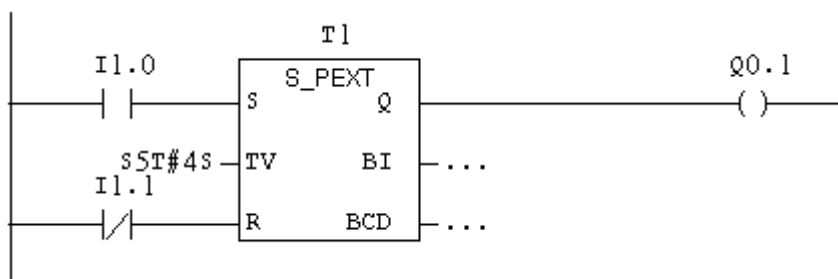 T1
I1.0
S_PEXT
Q0.1
S Q
S5T#4S TV BI ...
I1.1
R BCD ...